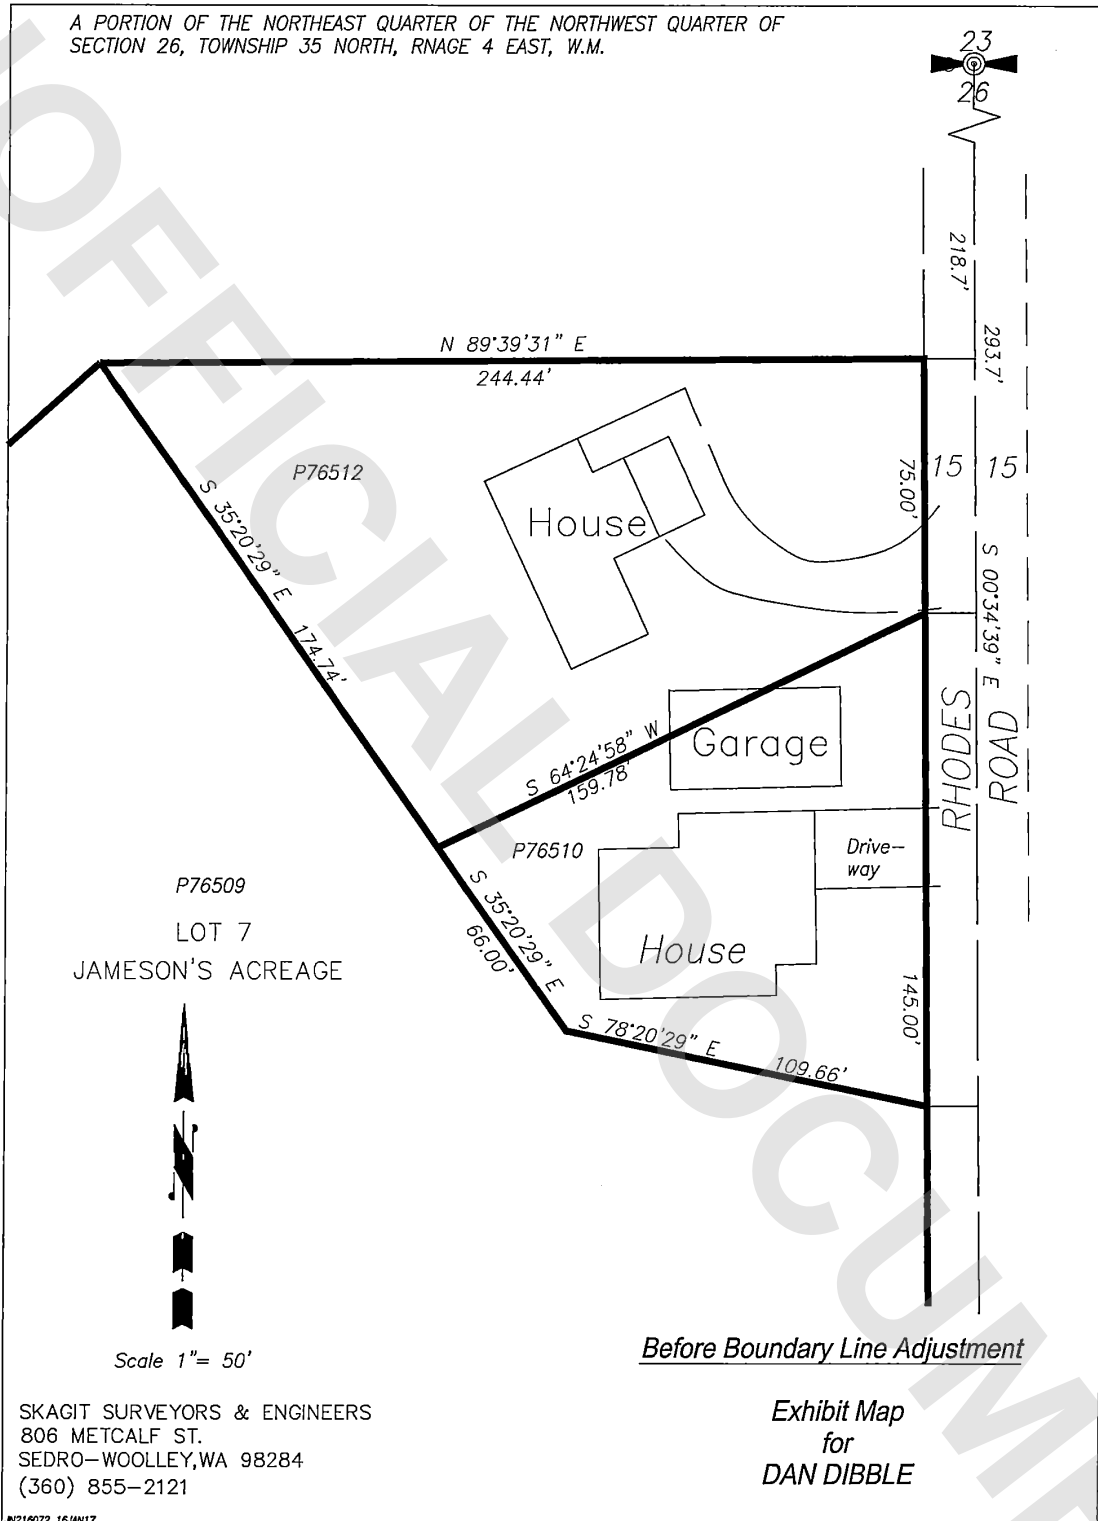 A PORTION OF THE NORTHEAST QUARTER OF THE NORTHWEST QUARTER OF
SECTION 26, TOWNSHIP 35 NORTH, RNAGE 4 EAST, W.M.
23
26
218.7'
293.7'
N 89°39'31" E
244.44'
P76512
S 35°20'29" E
174.74'
House
75.00'
15
15
S 00°34'39" E
RHODES
ROAD
S 64°24'58" W
159.78'
Garage
P76510
Drive-
way
House
S 35°20'29" E
66.00'
145.00'
S 78°20'29" E
109.66'
P76509
LOT 7
JAMESON'S ACREAGE
Scale 1"= 50'
Before Boundary Line Adjustment
Exhibit Map
for
DAN DIBBLE
SKAGIT SURVEYORS & ENGINEERS
806 METCALF ST.
SEDRO-WOOLLEY,WA 98284
(360) 855-2121
OFFICIAL DOCUME